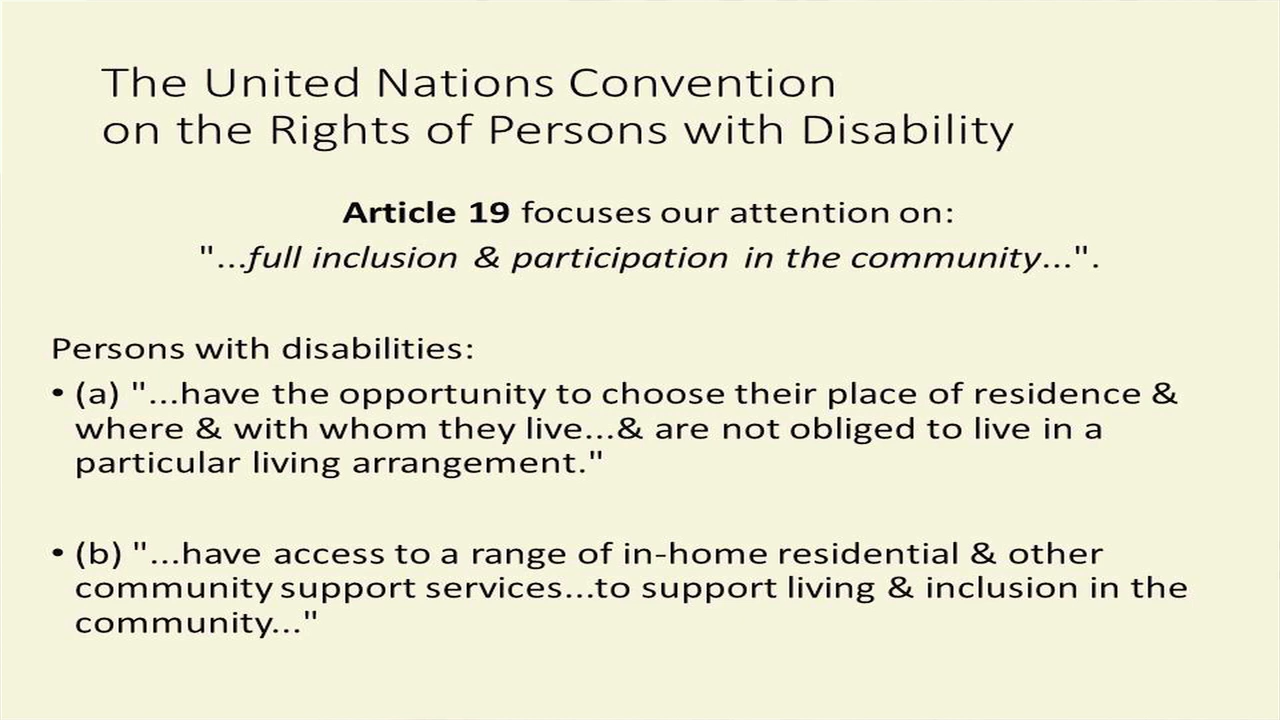 The United Nations Convention
on the Rights of Persons with Disability
Article 19 focuses our attention on:
"...full inclusion & participation in the community...".
Persons with disabilities:
• (a) "...have the opportunity to choose their place of residence &
where & with whom they live...& are not obliged to live in a
particular living arrangement."
• (b) "...have access to a range of in-home residential & other
community support services...to support living & inclusion in the
community..."